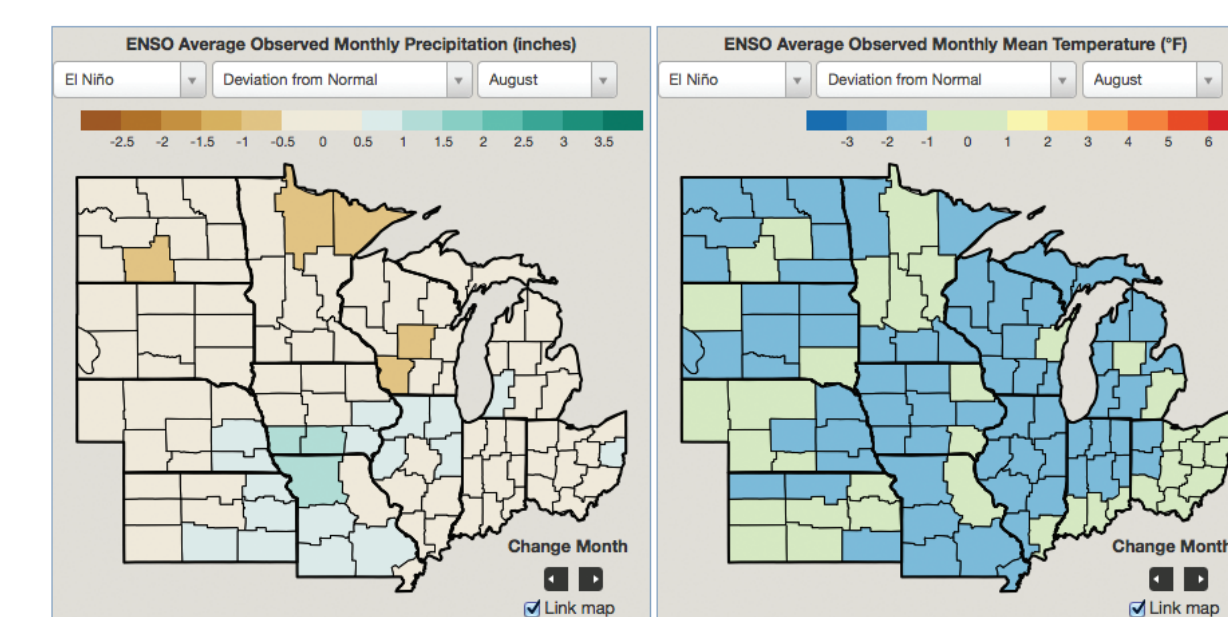 ENSO Average Observed Monthly Precipitation (inches)
El Niño Deviation from Normal August
-2.5 -2 -1.5 -1 -0.5 0 0.5 1 1.5 2 2.5 3 3.5
Change Month
Link map
ENSO Average Observed Monthly Mean Temperature (°F)
El Niño Deviation from Normal August
-3 -2 -1 0 1 2 3 4 5 6
Change Month
Link map